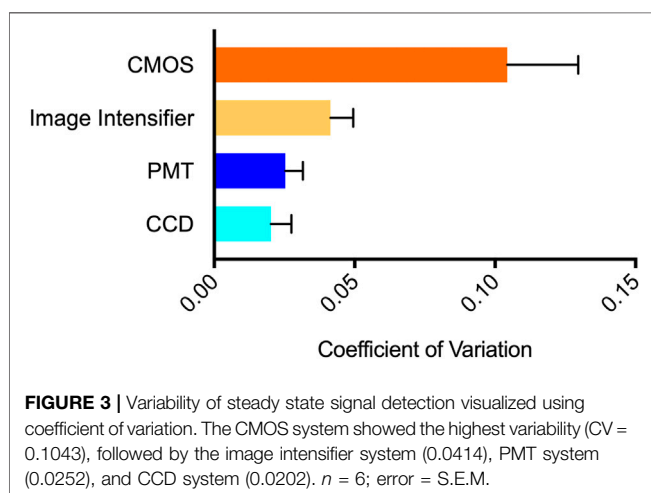 CMOS
Image Intensifier
PMT
CCD
0.00
0.05
0.10
0.15
Coefficient of Variation
FIGURE 3 | Variability of steady state signal detection visualized using
coefficient of variation. The CMOS system showed the highest variability (CV =
0.1043), followed by the image intensifier system (0.0414), PMT system
(0.0252), and CCD system (0.0202). n = 6; error = S.E.M.